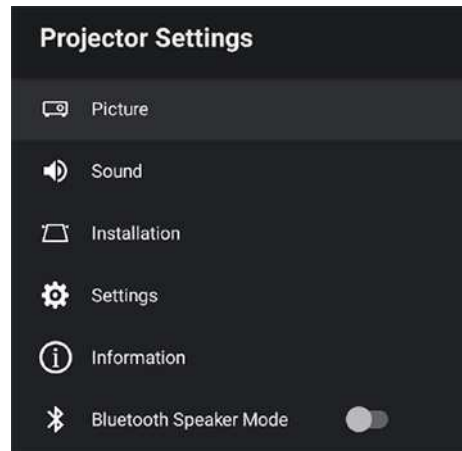 Projector Settings
Picture
Sound
Installation
Settings
Information
Bluetooth Speaker Mode